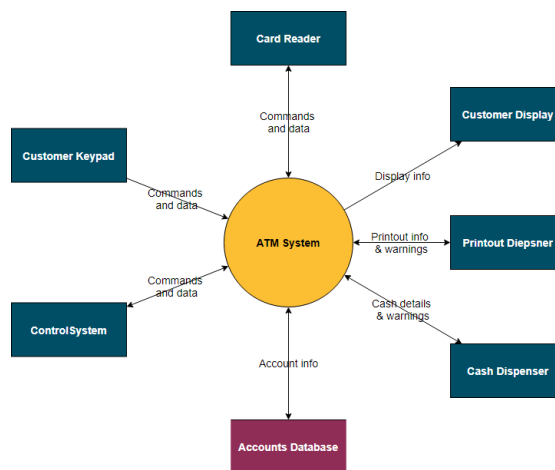 Card Reader
Commands
and data
Customer Display
Customer Keypad
Display info
Commands
and data
Printout info
& warnings
Printout Diepsner
ATM System
Commands
and data
Cash details
& warnings
ControlSystem
Account info
Cash Dispenser
Accounts Database